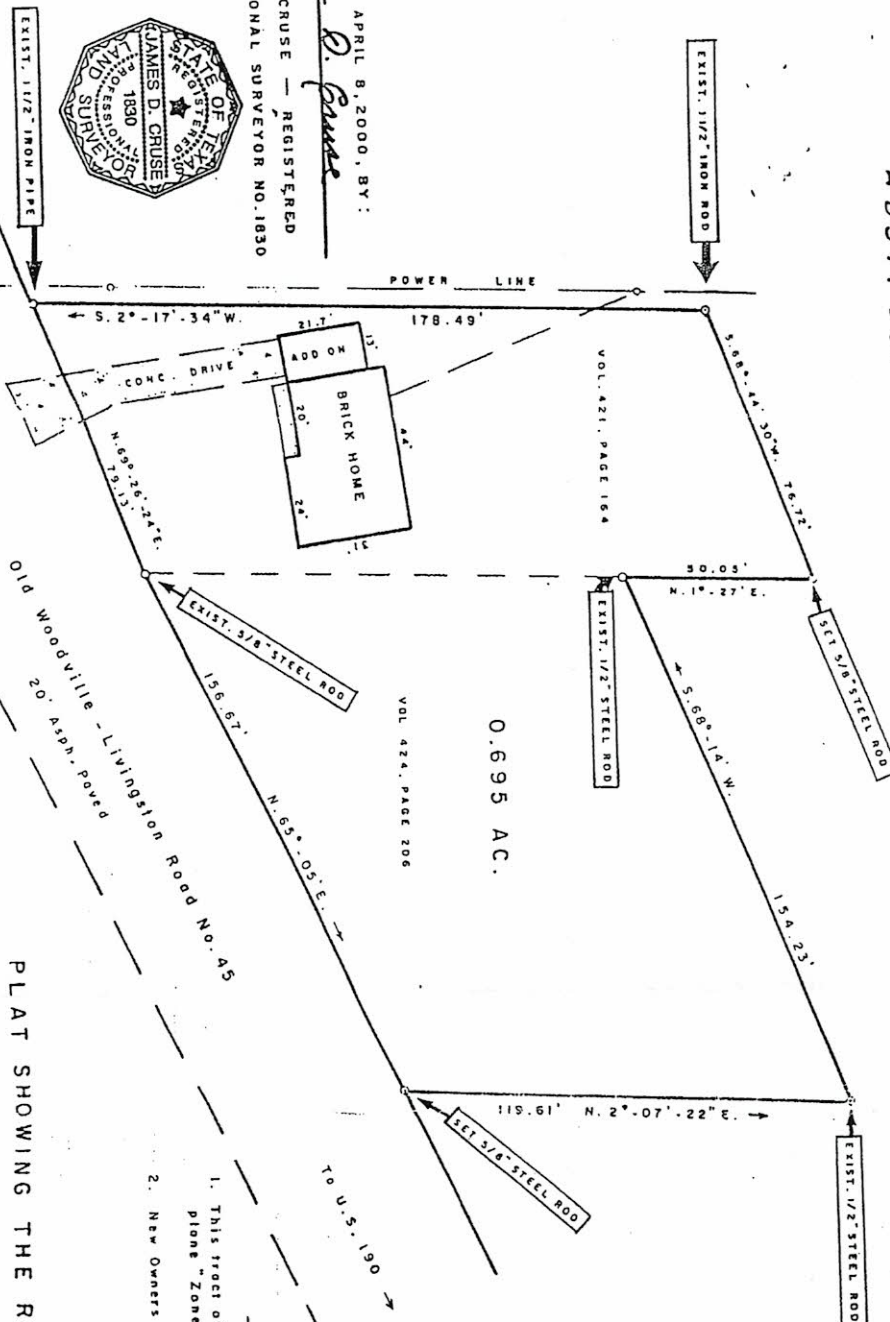 APRIL 8, 2000, BY:
D. Cruse
CRUSE — REGISTERED
ONAL SURVEYOR NO. 1830
STATE OF TEXAS
REGISTERED
JAMES D. CRUSE
1830
PROFESSIONAL
LAND SURVEYOR
EXIST. 1 1/2" IRON PIPE
EXIST. 1 1/2" IRON ROD
POWER LINE
← S. 2°-17'-34" W. 178.49'
S. 68°-44' 30" W. 76.72'
SET 5/8" STEEL ROD
50.05'
N. 1°-27' E.
EXIST. 1/2" STEEL ROD
← S. 68°-14' W. 154.23'
EXIST. 1/2" STEEL ROD
119.61' N. 2°-07'-22" E. →
SET 5/8" STEEL ROD
156.67' N. 65°-05' E. →
EXIST. 5/8" STEEL ROD
N. 69°-26'-24" E.
79.13'
VOL. 421, PAGE 164
VOL 424, PAGE 206
0.695 AC.
21.7'
13'
ADD ON
CONC. DRIVE
BRICK HOME
44'
20'
24'
31'
Old Woodville - Livingston Road No. 45
20' Asph. Paved
To U.S. 190 →
1. This tract o
plane "Zone
2. New Owners
PLAT SHOWING THE R